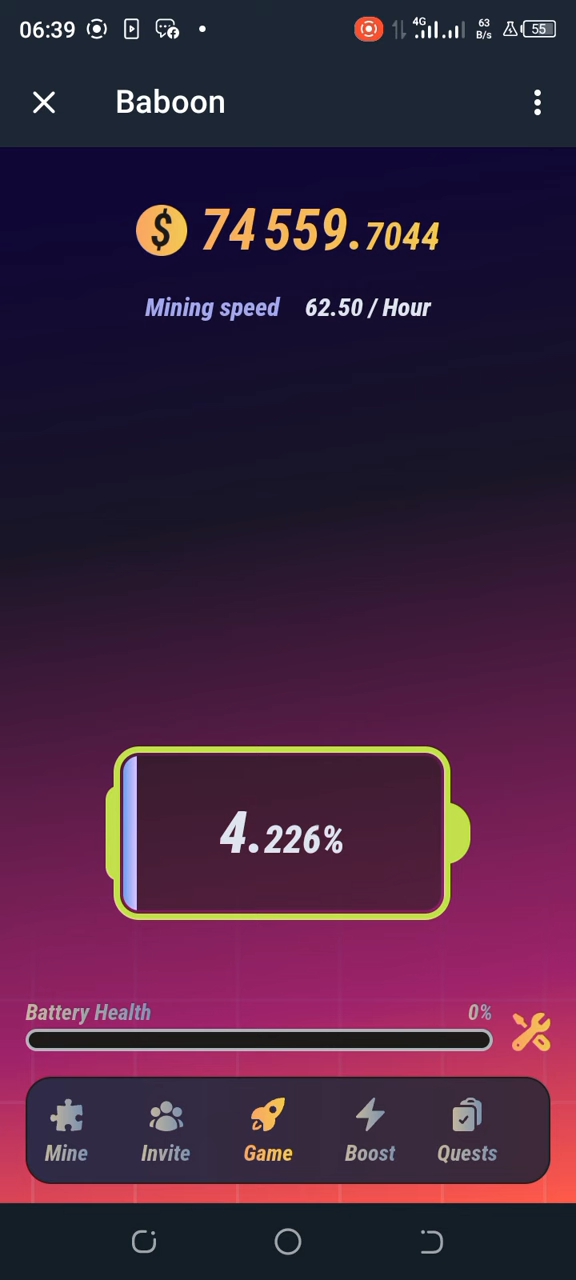 06:39 4G 63 B/s 55
Baboon
$ 74 559.7044
Mining speed 62.50 / Hour
4.226%
Battery Health 0%
Mine Invite Game Boost Quests